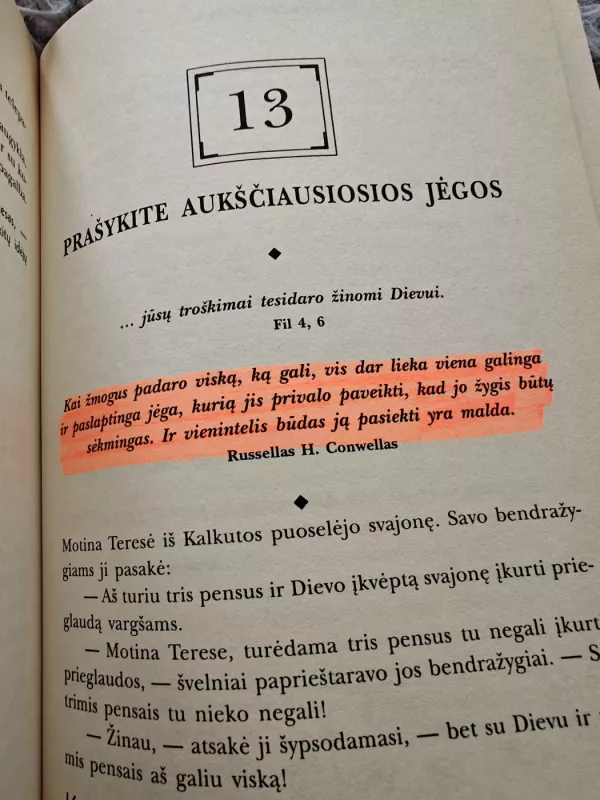 augykla,
13
PRAŠYKITE AUKŠČIAUSIOSIOS JĖGOS
... jūsų troškimai tesidaro žinomi Dievui.
Fil 4, 6
Kai žmogus padaro viską, ką gali, vis dar lieka viena galinga
ir paslaptinga jėga, kurią jis privalo paveikti, kad jo žygis būtų
sėkmingas. Ir vienintelis būdas ją pasiekti yra malda.
Russellas H. Conwellas
Motina Teresė iš Kalkutos puoselėjo svajonę. Savo bendražy-
giams ji pasakė:
— Aš turiu tris pensus ir Dievo įkvėptą svajonę įkurti prie-
glaudą vargšams.
— Motina Terese, turėdama tris pensus tu negali įkurti
prieglaudos, — švelniai paprieštaravo jos bendražygiai. — S
trimis pensais tu nieko negali!
— Žinau, — atsakė ji šypsodamasi, — bet su Dievu ir
mis pensais aš galiu viską!